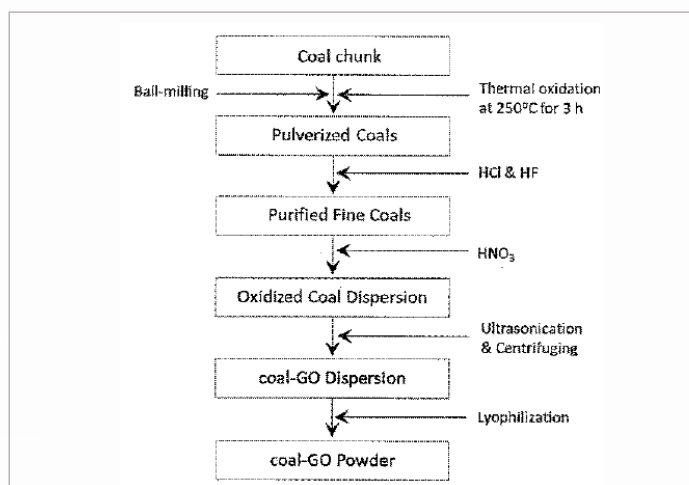 Coal chunk
Ball-milling
Thermal oxidation
at 250°C for 3 h
Pulverized Coals
HCl & HF
Purified Fine Coals
HNO₃
Oxidized Coal Dispersion
Ultrasonication
& Centrifuging
coal-GO Dispersion
Lyophilization
coal-GO Powder